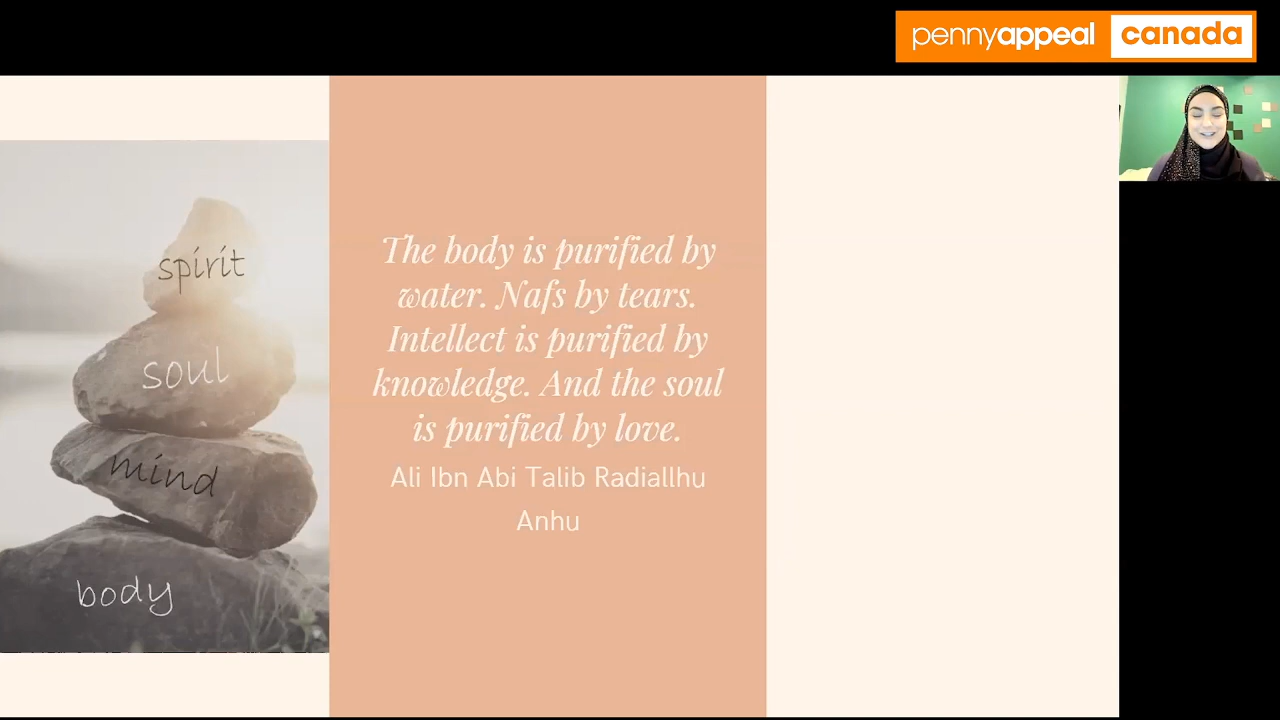 pennyappeal canada
spirit
soul
mind
body
The body is purified by
water. Nafs by tears.
Intellect is purified by
knowledge. And the soul
is purified by love.
Ali Ibn Abi Talib Radiallhu
Anhu